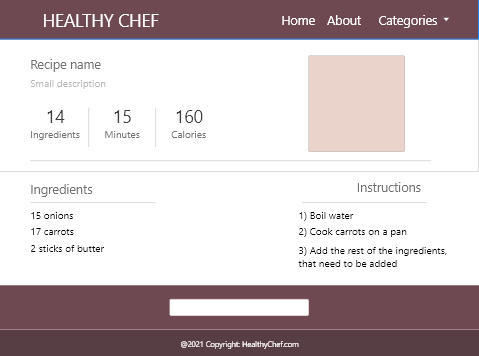 HEALTHY CHEF
Home About Categories
Recipe name
Small description
14 15 160
Ingredients Minutes Calories
Ingredients
15 onions
17 carrots
2 sticks of butter
Instructions
1) Boil water
2) Cook carrots on a pan
3) Add the rest of the ingredients,
that need to be added
@2021 Copyright: HealthyChef.com